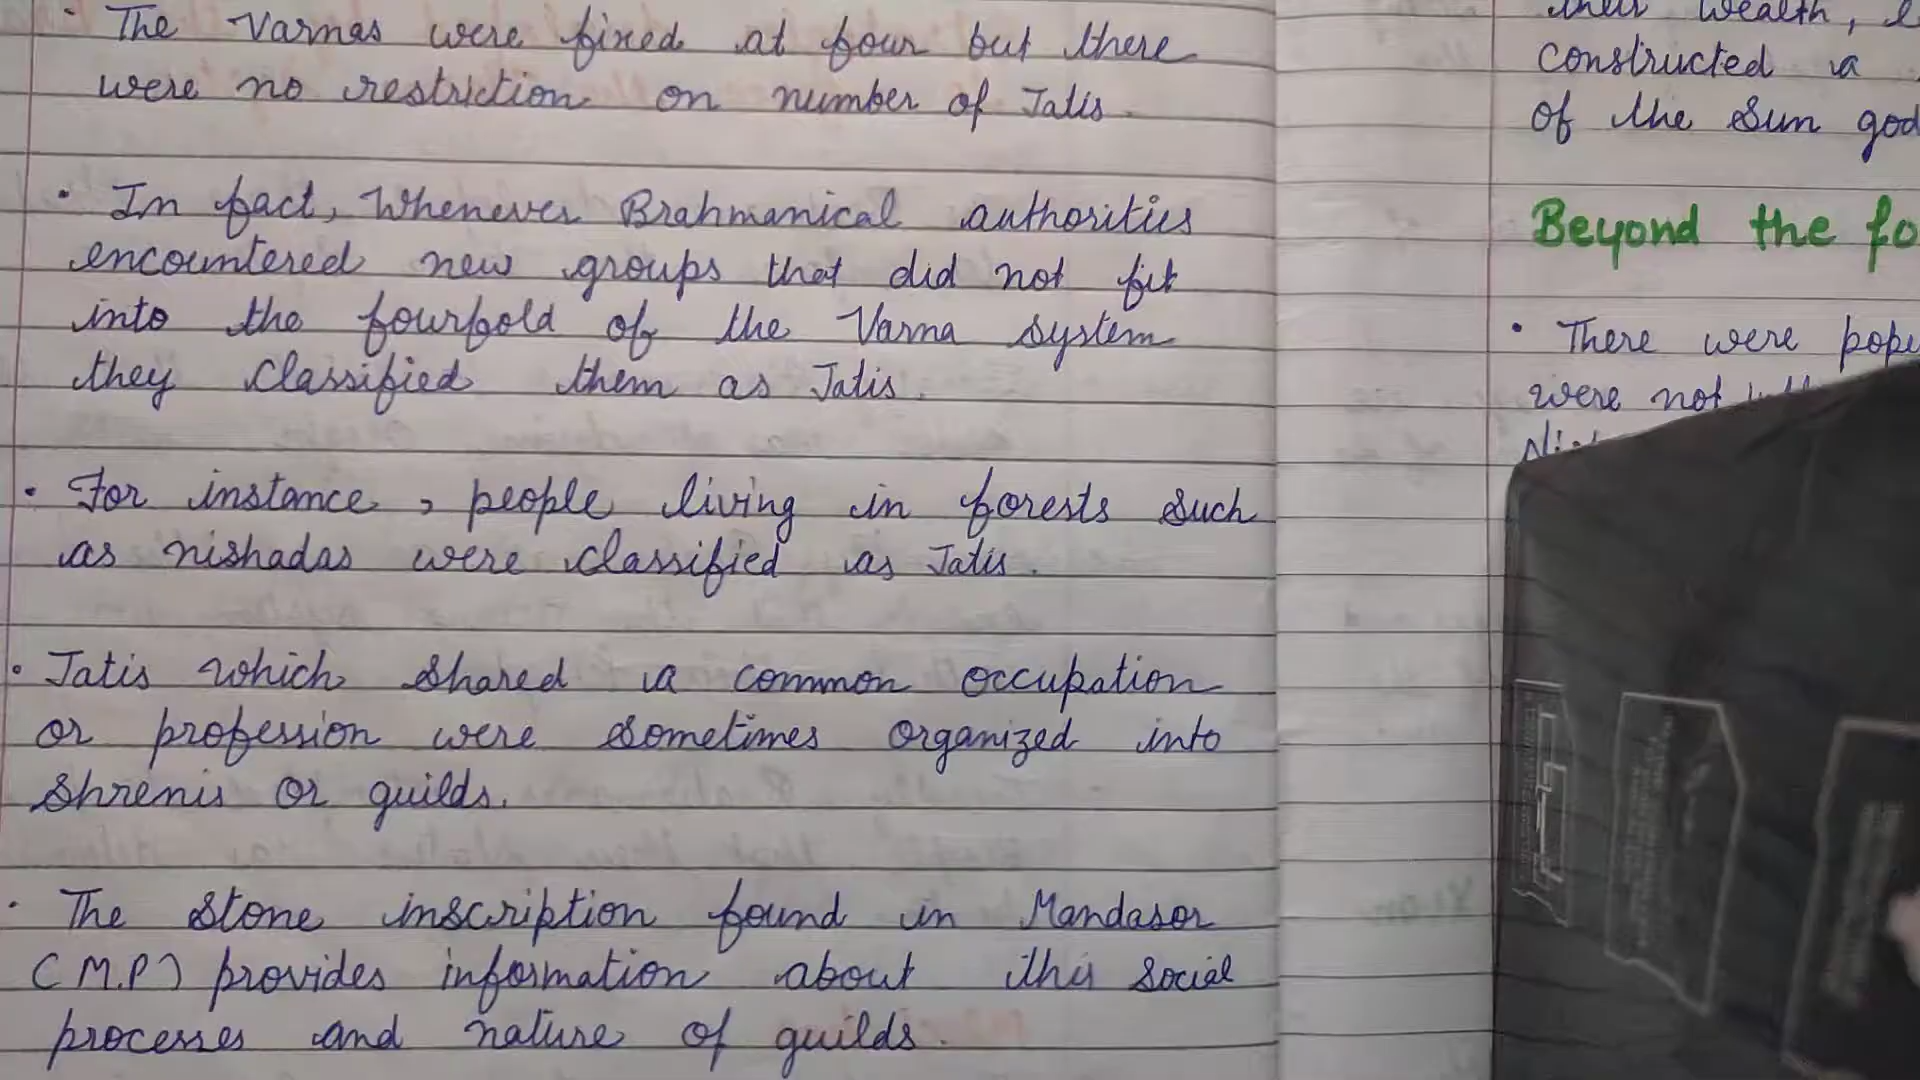 · The Varnas were fixed at four but there
were no restriction on number of Jatis.
· In fact, Whenever Brahmanical authorities
encountered new groups that did not fit
into the fourfold of the Varna system
they classified them as Jatis.
· For instance, people living in forests such
as nishadas were classified as Jatis.
· Jatis which shared a common occupation
or profession were sometimes organized into
shrenis or guilds.
· The stone inscription found in Mandasor
(M.P) provides information about this social
processes and nature of guilds.
their wealth,
constructed a
of the Sun god
Beyond the fo
· There were popu
were not